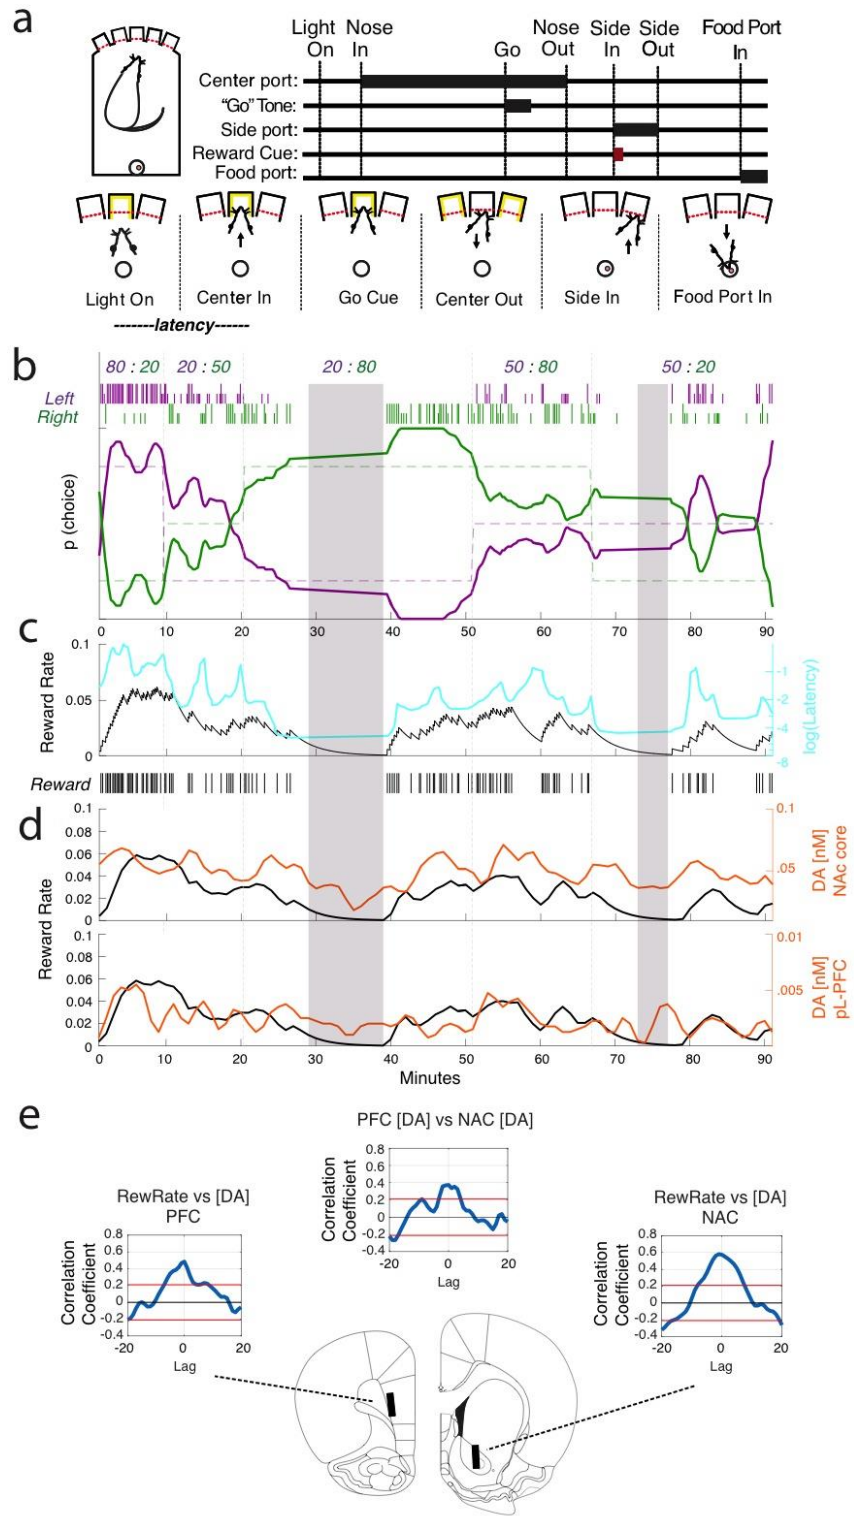 a
Light Nose Nose Side Side Food Port
On In Go Out In Out In
Center port:
“Go” Tone:
Side port:
Reward Cue:
Food port:
Light On Center In Go Cue Center Out Side In Food Port In
-------latency------
b
80 : 20 20 : 50 20 : 80 50 : 80 50 : 20
Left
Right
p (choice)
0 10 20 30 40 50 60 70 80 90
c
Reward Rate
0.1
0.05
0
-1
-2
-4
-8
log(Latency)
Reward
d
Reward Rate
0.1
0.08
0.06
0.04
0.02
0
0.1
.05
DA [nM]
NAc core
Reward Rate
0.1
0.08
0.06
0.04
0.02
0
0.01
.005
DA [nM]
pL-PFC
0 10 20 30 40 50 60 70 80 90
Minutes
e
PFC [DA] vs NAC [DA]
Correlation
Coefficient
0.8
0.6
0.4
0.2
0
-0.2
-0.4
-20 0 20
Lag
RewRate vs [DA]
PFC
Correlation
Coefficient
0.8
0.6
0.4
0.2
0
-0.2
-0.4
-20 0 20
Lag
RewRate vs [DA]
NAC
Correlation
Coefficient
0.8
0.6
0.4
0.2
0
-0.2
-0.4
-20 0 20
Lag